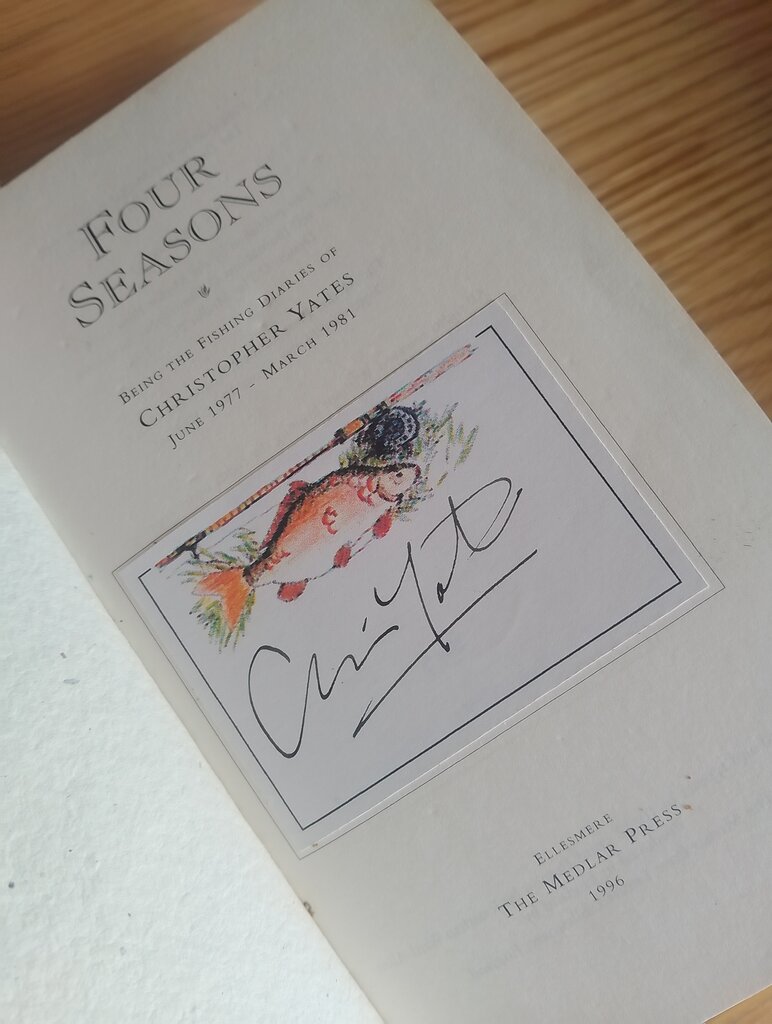 FOUR
SEASONS
BEING THE FISHING DIARIES OF
CHRISTOPHER YATES
JUNE 1977 - MARCH 1981
Chris Yates
ELLESMERE
THE MEDLAR PRESS
1996